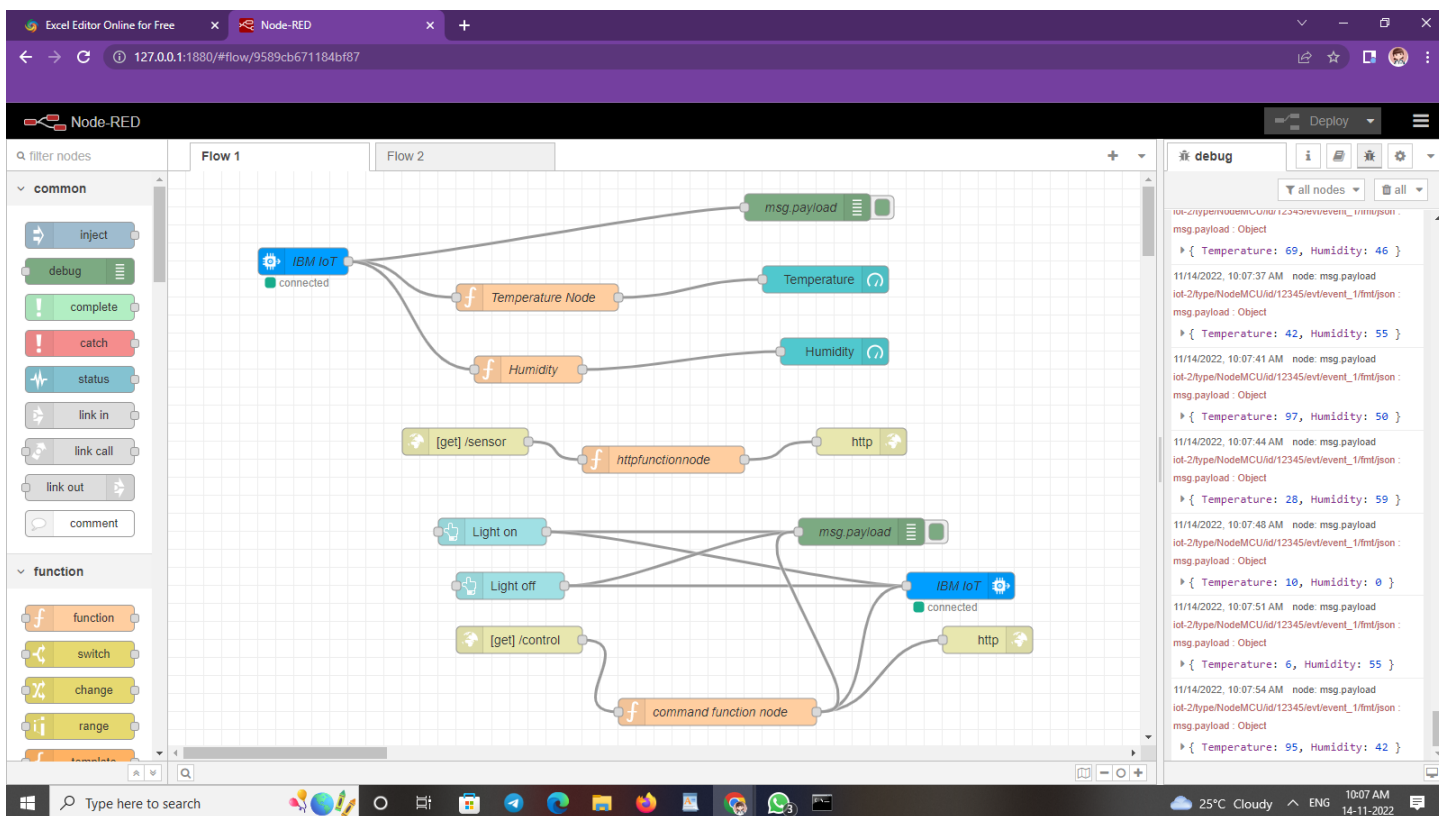 Excel Editor Online for Free
Node-RED
127.0.0.1:1880/#flow/9589cb671184bf87
Node-RED
Deploy
filter nodes
Flow 1
Flow 2
debug
i
all nodes
all
common
inject
debug
complete
catch
status
link in
link call
link out
comment
function
function
switch
change
range
template
msg.payload
IBM IoT
connected
Temperature Node
Temperature
Humidity
Humidity
[get] /sensor
httpfunctionnode
http
Light on
msg.payload
Light off
IBM IoT
connected
[get] /control
http
command function node
iot-2/type/NodeMCU/id/12345/evt/event_1/fmt/json :
msg.payload : Object
{ Temperature: 69, Humidity: 46 }
11/14/2022, 10:07:37 AM node: msg.payload
iot-2/type/NodeMCU/id/12345/evt/event_1/fmt/json :
msg.payload : Object
{ Temperature: 42, Humidity: 55 }
11/14/2022, 10:07:41 AM node: msg.payload
iot-2/type/NodeMCU/id/12345/evt/event_1/fmt/json :
msg.payload : Object
{ Temperature: 97, Humidity: 50 }
11/14/2022, 10:07:44 AM node: msg.payload
iot-2/type/NodeMCU/id/12345/evt/event_1/fmt/json :
msg.payload : Object
{ Temperature: 28, Humidity: 59 }
11/14/2022, 10:07:48 AM node: msg.payload
iot-2/type/NodeMCU/id/12345/evt/event_1/fmt/json :
msg.payload : Object
{ Temperature: 10, Humidity: 0 }
11/14/2022, 10:07:51 AM node: msg.payload
iot-2/type/NodeMCU/id/12345/evt/event_1/fmt/json :
msg.payload : Object
{ Temperature: 6, Humidity: 55 }
11/14/2022, 10:07:54 AM node: msg.payload
iot-2/type/NodeMCU/id/12345/evt/event_1/fmt/json :
msg.payload : Object
{ Temperature: 95, Humidity: 42 }
Type here to search
3
25°C Cloudy
ENG
10:07 AM
14-11-2022